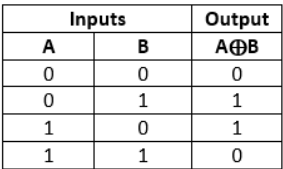 Inputs Output
A B A⊕B
0 0 0
0 1 1
1 0 1
1 1 0